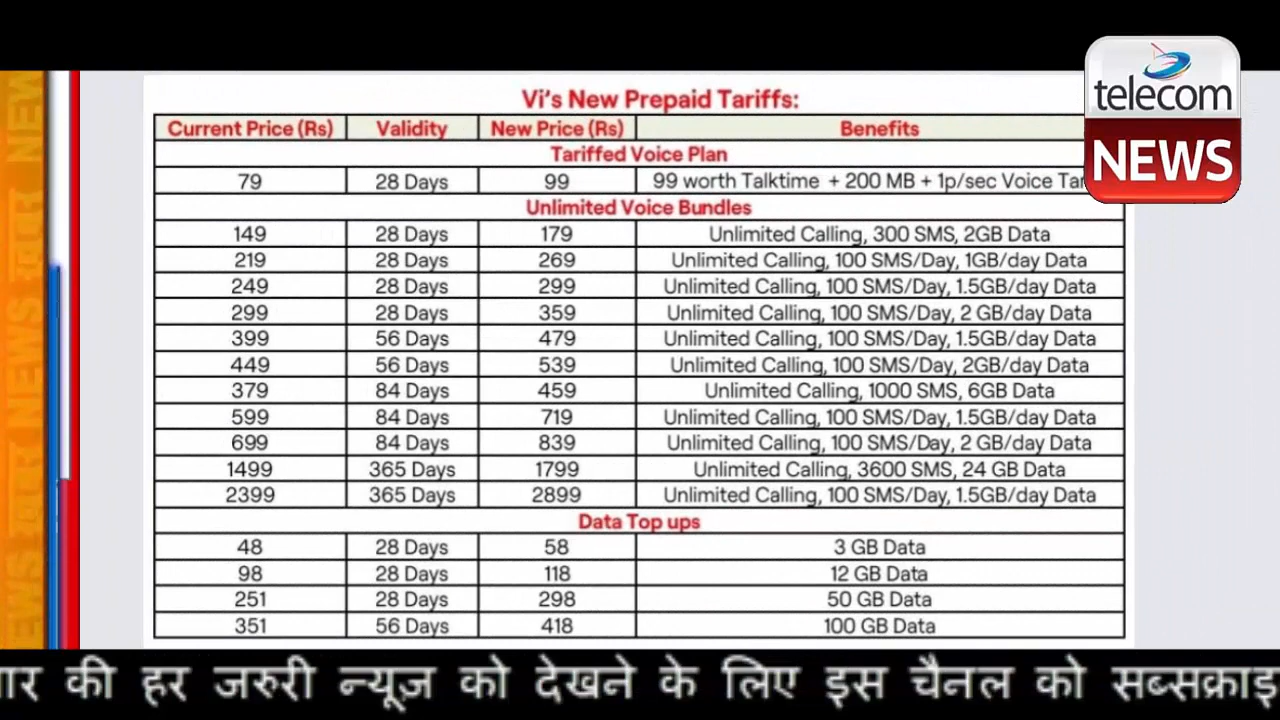 telecom
NEWS
Vi's New Prepaid Tariffs:
Current Price (Rs) Validity New Price (Rs) Benefits
Tariffed Voice Plan
79 28 Days 99 99 worth Talktime + 200 MB + 1p/sec Voice
Unlimited Voice Bundles
149 28 Days 179 Unlimited Calling, 300 SMS, 2GB Data
219 28 Days 269 Unlimited Calling, 100 SMS/Day, 1GB/day Data
249 28 Days 299 Unlimited Calling, 100 SMS/Day, 1.5GB/day Data
299 28 Days 359 Unlimited Calling, 100 SMS/Day, 2 GB/day Data
399 56 Days 479 Unlimited Calling, 100 SMS/Day, 1.5GB/day Data
449 56 Days 539 Unlimited Calling, 100 SMS/Day, 2GB/day Data
379 84 Days 459 Unlimited Calling, 1000 SMS, 6GB Data
599 84 Days 719 Unlimited Calling, 100 SMS/Day, 1.5GB/day Data
699 84 Days 839 Unlimited Calling, 100 SMS/Day, 2 GB/day Data
1499 365 Days 1799 Unlimited Calling, 3600 SMS, 24 GB Data
2399 365 Days 2899 Unlimited Calling, 100 SMS/Day, 1.5GB/day Data
Data Top ups
48 28 Days 58 3 GB Data
98 28 Days 118 12 GB Data
251 28 Days 298 50 GB Data
351 56 Days 418 100 GB Data
की हर जरुरी न्यूज़ को देखने के लिए इस चैनल को